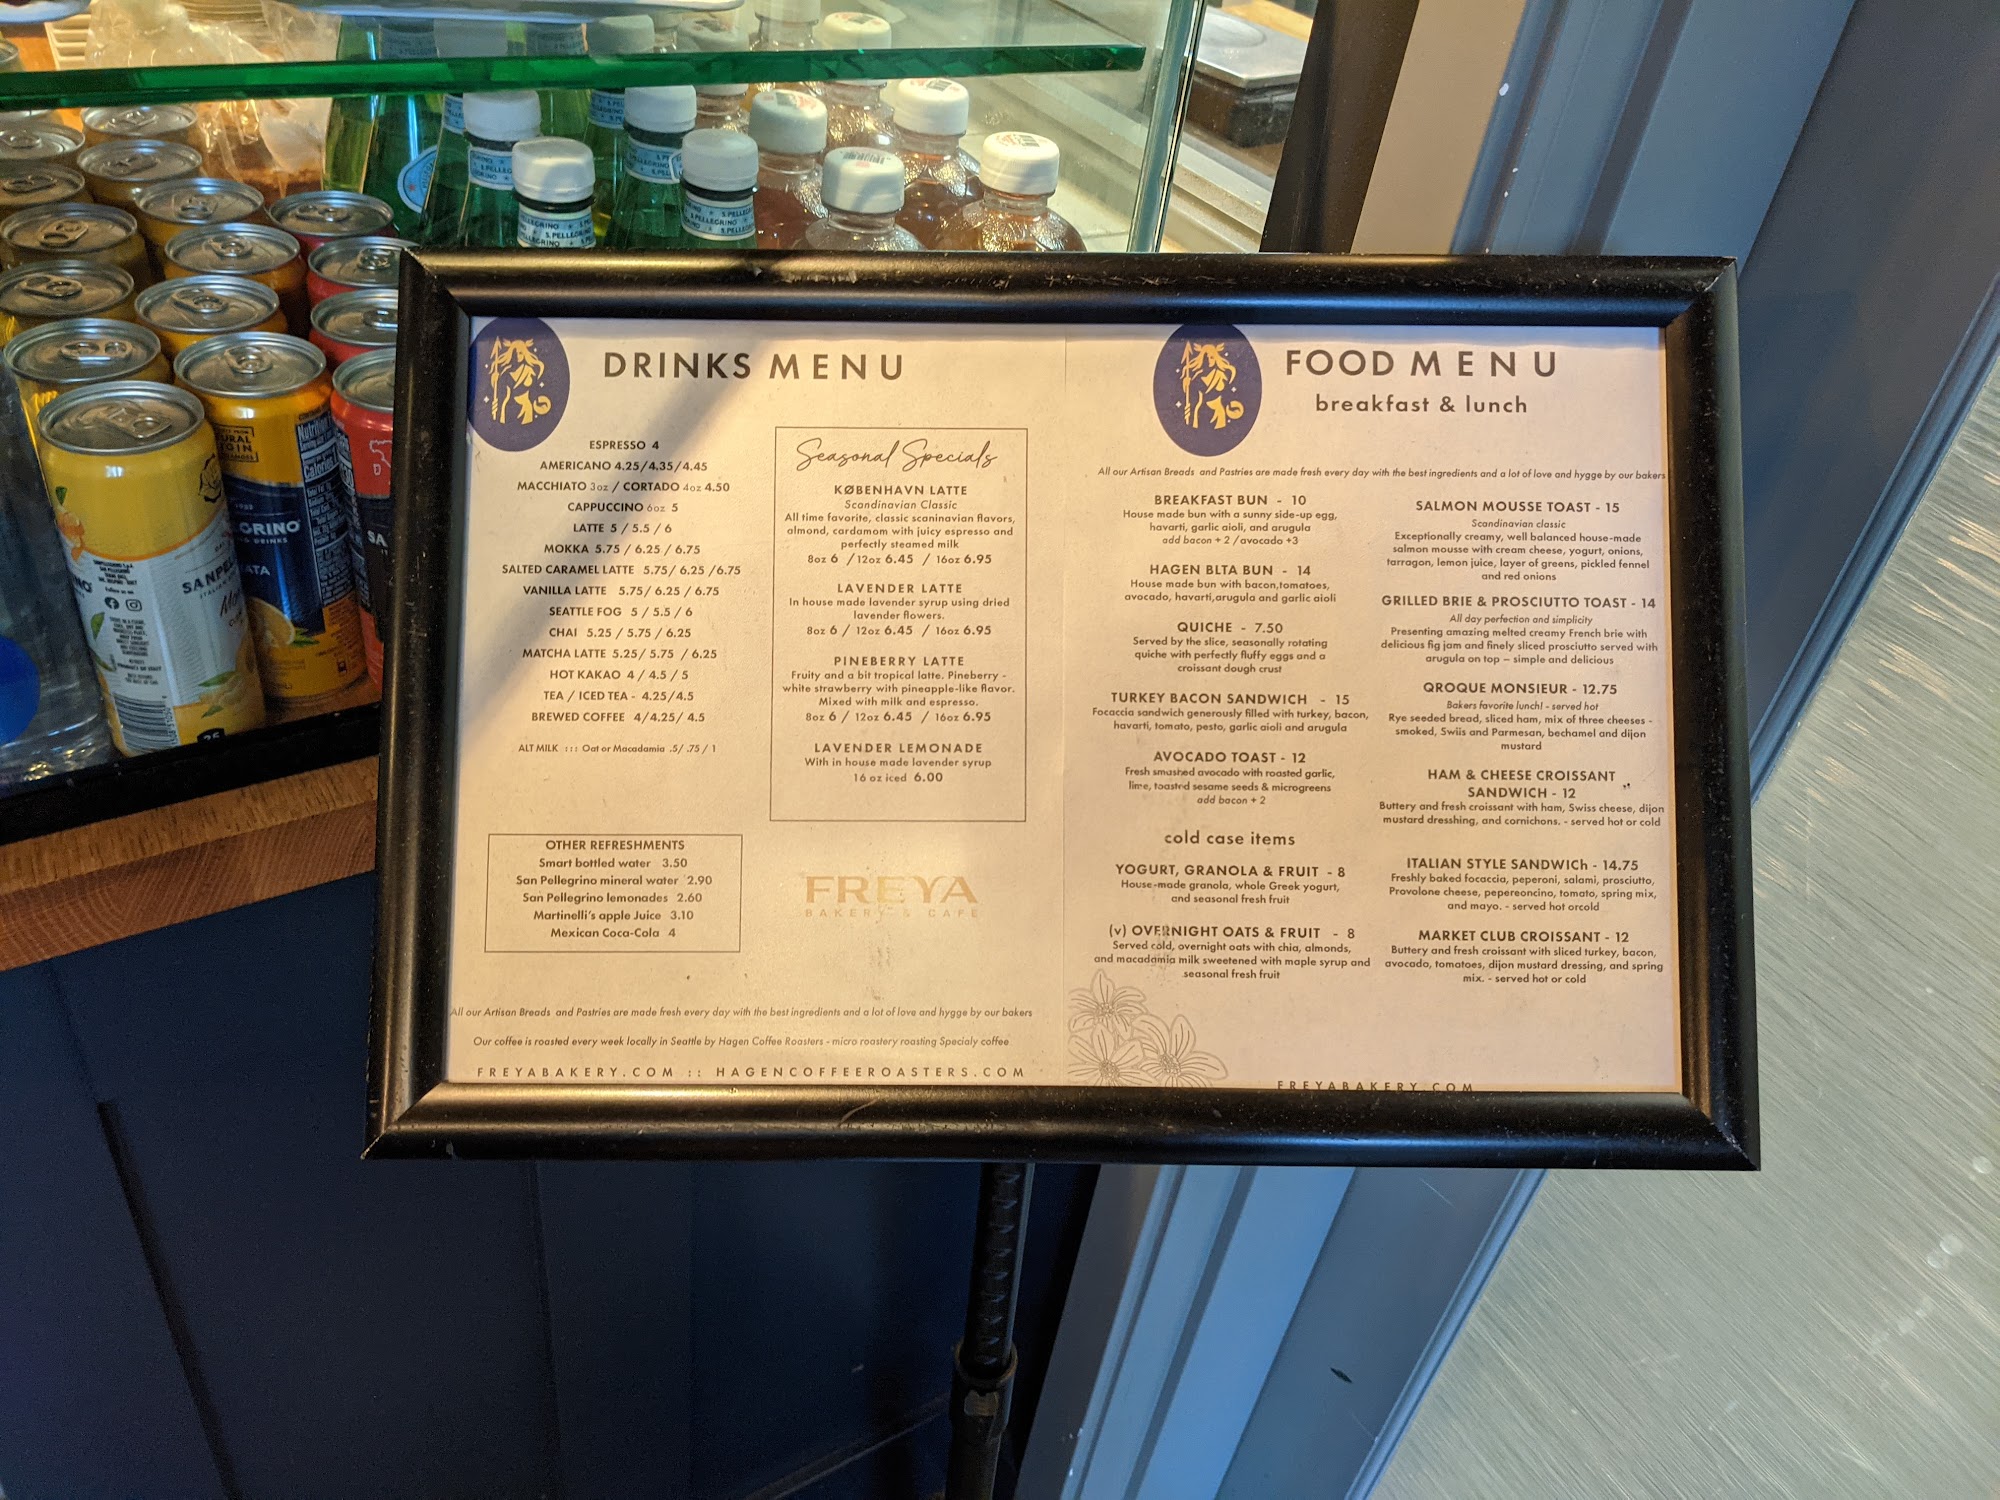 DRINKS MENU
ESPRESSO 4
AMERICANO 4.25/4.35/4.45
MACCHIATO 3oz / CORTADO 4oz 4.50
CAPPUCCINO 6oz 5
LATTE 5 / 5.5 / 6
MOKKA 5.75 / 6.25 / 6.75
SALTED CARAMEL LATTE 5.75/ 6.25 /6.75
VANILLA LATTE 5.75/ 6.25 / 6.75
SEATTLE FOG 5 / 5.5 / 6
CHAI 5.25 / 5.75 / 6.25
MATCHA LATTE 5.25/ 5.75 / 6.25
HOT KAKAO 4 / 4.5 / 5
TEA / ICED TEA - 4.25/4.5
BREWED COFFEE 4/4.25/ 4.5
ALT MILK ::: Oat or Macadamia .5/ .75 / 1
OTHER REFRESHMENTS
Smart bottled water 3.50
San Pellegrino mineral water 2.90
San Pellegrino lemonades 2.60
Martinelli's apple Juice 3.10
Mexican Coca-Cola 4
Seasonal Specials
KØBENHAVN LATTE
Scandinavian Classic
All time favorite, classic scaninavian flavors,
almond, cardamom with juicy espresso and
perfectly steamed milk
8oz 6 /12oz 6.45 / 16oz 6.95
LAVENDER LATTE
In house made lavender syrup using dried
lavender flowers.
8oz 6 / 12oz 6.45 / 16oz 6.95
PINEBERRY LATTE
Fruity and a bit tropical latte. Pineberry -
white strawberry with pineapple-like flavor.
Mixed with milk and espresso.
8oz 6 / 12oz 6.45 / 16oz 6.95
LAVENDER LEMONADE
With in house made lavender syrup
16 oz iced 6.00
FREYA
BAKERY & CAFE
All our Artisan Breads and Pastries are made fresh every day with the best ingredients and a lot of love and hygge by our bakers
Our coffee is roasted every week locally in Seattle by Hagen Coffee Roasters - micro roastery roasting Specialy coffee
FREYABAKERY.COM :: HAGENCOFFEEROASTERS.COM
FOOD MENU
breakfast & lunch
All our Artisan Breads and Pastries are made fresh every day with the best ingredients and a lot of love and hygge by our bakers
BREAKFAST BUN - 10
House made bun with a sunny side-up egg,
havarti, garlic aioli, and arugula
add bacon + 2 /avocado +3
HAGEN BLTA BUN - 14
House made bun with bacon,tomatoes,
avocado, havarti,arugula and garlic aioli
QUICHE - 7.50
Served by the slice, seasonally rotating
quiche with perfectly fluffy eggs and a
croissant dough crust
TURKEY BACON SANDWICH - 15
Focaccia sandwich generously filled with turkey, bacon,
havarti, tomato, pesto, garlic aioli and arugula
AVOCADO TOAST - 12
Fresh smashed avocado with roasted garlic,
lime, toasted sesame seeds & microgreens
add bacon + 2
cold case items
YOGURT, GRANOLA & FRUIT - 8
House-made granola, whole Greek yogurt,
and seasonal fresh fruit
(v) OVERNIGHT OATS & FRUIT - 8
Served cold, overnight oats with chia, almonds,
and macadamia milk sweetened with maple syrup and
seasonal fresh fruit
SALMON MOUSSE TOAST - 15
Scandinavian classic
Exceptionally creamy, well balanced house-made
salmon mousse with cream cheese, yogurt, onions,
tarragon, lemon juice, layer of greens, pickled fennel
and red onions
GRILLED BRIE & PROSCIUTTO TOAST - 14
All day perfection and simplicity
Presenting amazing melted creamy French brie with
delicious fig jam and finely sliced prosciutto served with
arugula on top – simple and delicious
QROQUE MONSIEUR - 12.75
Bakers favorite lunch! - served hot
Rye seeded bread, sliced ham, mix of three cheeses -
smoked, Swiis and Parmesan, bechamel and dijon
mustard
HAM & CHEESE CROISSANT
SANDWICH - 12
Buttery and fresh croissant with ham, Swiss cheese, dijon
mustard dresshing, and cornichons. - served hot or cold
ITALIAN STYLE SANDWICh - 14.75
Freshly baked focaccia, peperoni, salami, prosciutto,
Provolone cheese, pepereoncino, tomato, spring mix,
and mayo. - served hot orcold
MARKET CLUB CROISSANT - 12
Buttery and fresh croissant with sliced turkey, bacon,
avocado, tomatoes, dijon mustard dressing, and spring
mix. - served hot or cold
FREYABAKERY.COM
S.PELLEGRINO